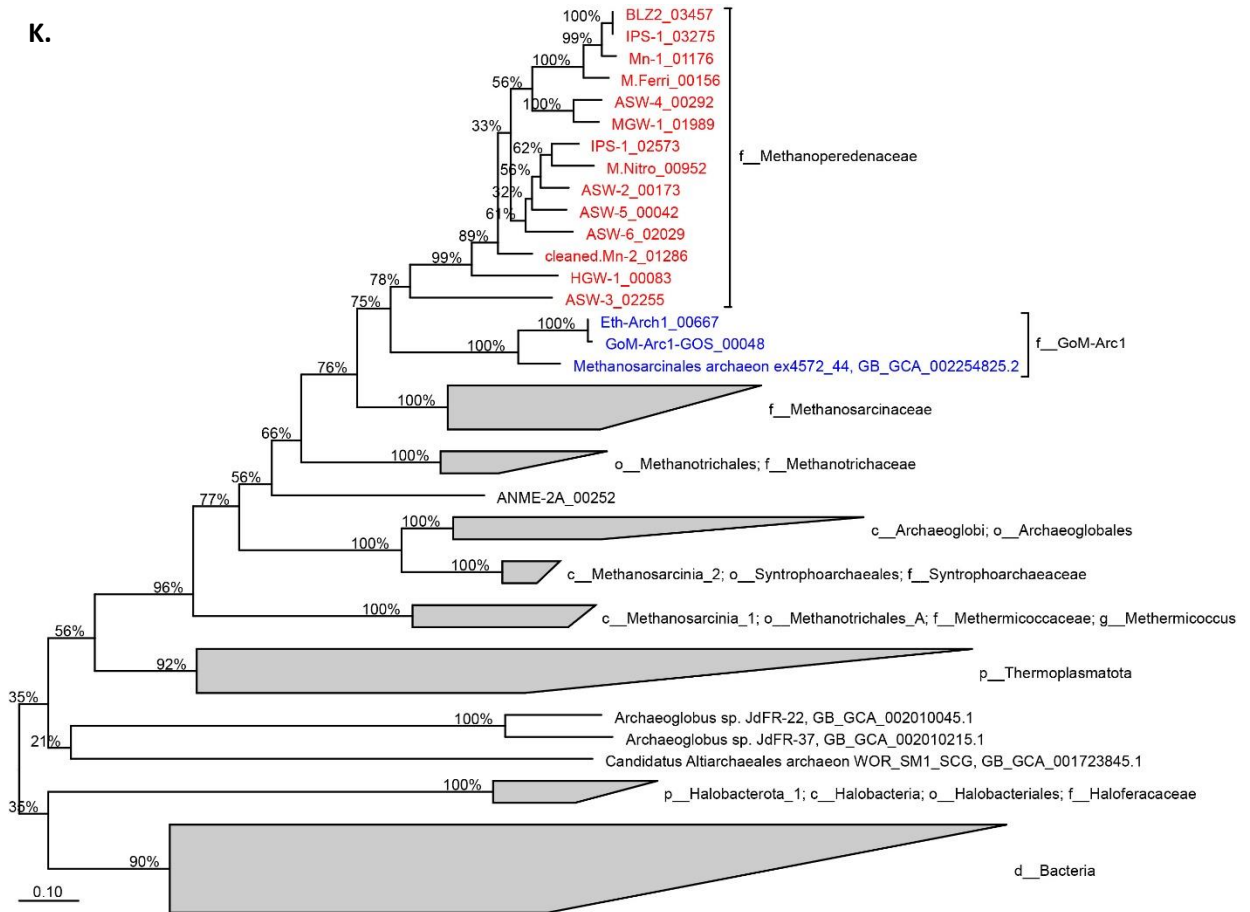 K.
100%
BLZ2_03457
IPS-1_03275
99%
Mn-1_01176
100%
M.Ferri_00156
56%
ASW-4_00292
100%
MGW-1_01989
33%
IPS-1_02573
62%
f__Methanoperedenaceae
M.Nitro_00952
56%
ASW-2_00173
32%
ASW-5_00042
61%
ASW-6_02029
89%
cleaned.Mn-2_01286
99%
HGW-1_00083
78%
ASW-3_02255
75%
Eth-Arch1_00667
100%
GoM-Arc1-GOS_00048
f__GoM-Arc1
100%
Methanosarcinales archaeon ex4572_44, GB_GCA_002254825.2
76%
100%
f__Methanosarcinaceae
66%
100%
o__Methanotrichales; f__Methanotrichaceae
56%
ANME-2A_00252
77%
100%
c__Archaeoglobi; o__Archaeoglobales
100%
100%
c__Methanosarcinia_2; o__Syntrophoarchaeales; f__Syntrophoarchaeaceae
96%
100%
c__Methanosarcinia_1; o__Methanotrichales_A; f__Methermicoccaceae; g__Methermicoccus
56%
92%
p__Thermoplasmatota
35%
100%
Archaeoglobus sp. JdFR-22, GB_GCA_002010045.1
Archaeoglobus sp. JdFR-37, GB_GCA_002010215.1
21%
Candidatus Altiarchaeales archaeon WOR_SM1_SCG, GB_GCA_001723845.1
100%
p__Halobacterota_1; c__Halobacteria; o__Halobacteriales; f__Haloferacaceae
35%
90%
d__Bacteria
0.10